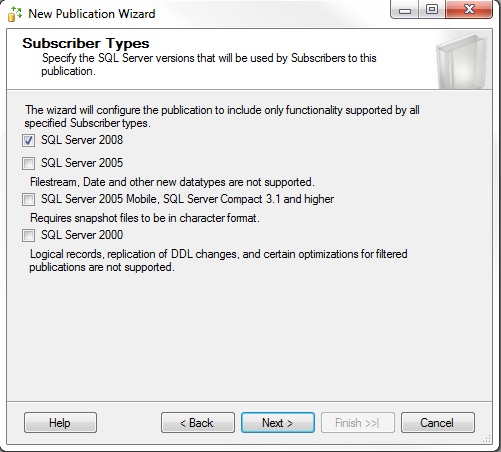 New Publication Wizard
Subscriber Types
Specify the SQL Server versions that will be used by Subscribers to this
publication.
The wizard will configure the publication to include only functionality supported by all
specified Subscriber types.
SQL Server 2008
SQL Server 2005
Filestream, Date and other new datatypes are not supported.
SQL Server 2005 Mobile, SQL Server Compact 3.1 and higher
Requires snapshot files to be in character format.
SQL Server 2000
Logical records, replication of DDL changes, and certain optimizations for filtered
publications are not supported.
Help
< Back
Next >
Finish >>|
Cancel